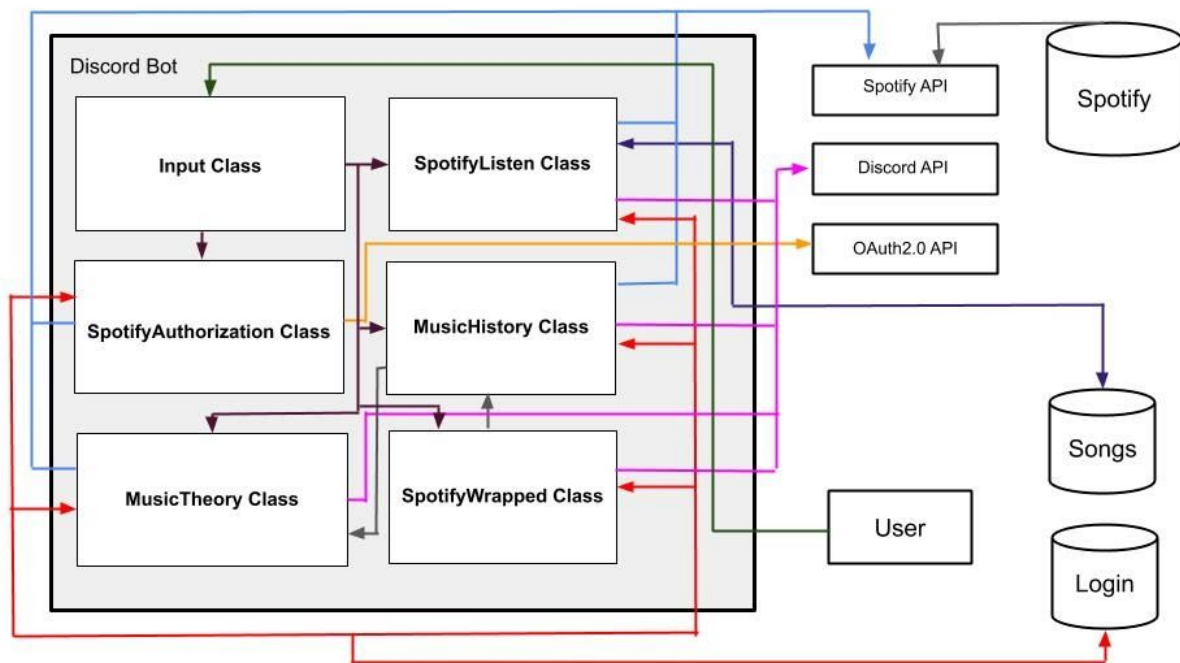 Discord Bot
Spotify API
Spotify
Input Class
SpotifyListen Class
Discord API
OAuth2.0 API
SpotifyAuthorization Class
MusicHistory Class
Songs
MusicTheory Class
SpotifyWrapped Class
User
Login